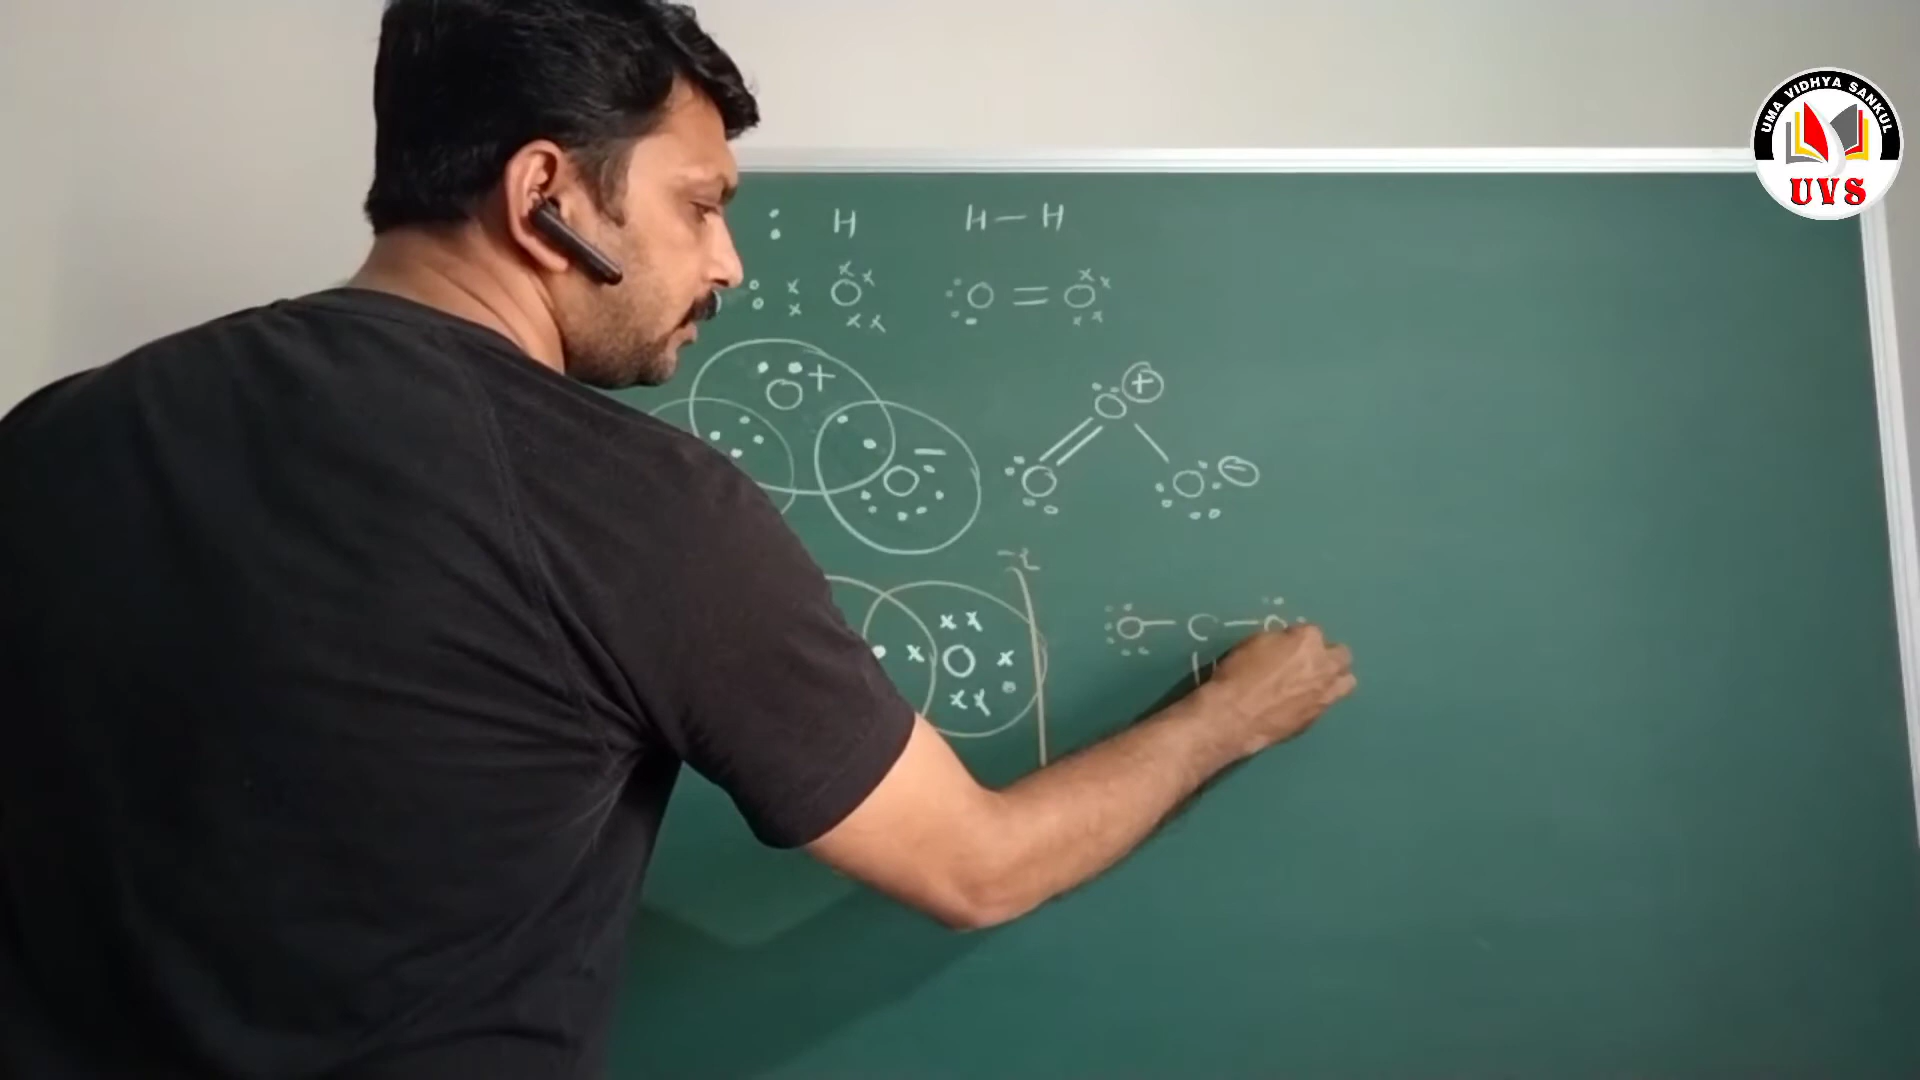 UMA VIDHYA SANKUL
UVS
: H H — H
: x x O O = O
O + O +
O − O O −
O O — C — O